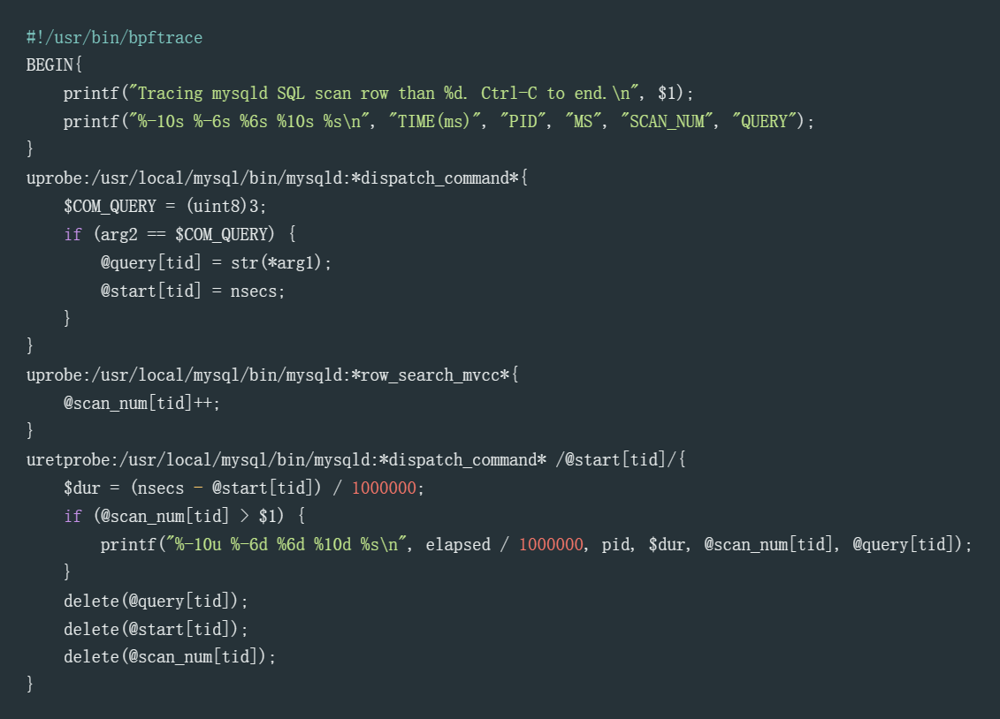 #!/usr/bin/bpftrace
BEGIN{
    printf("Tracing mysqld SQL scan row than %d. Ctrl-C to end.\n", $1);
    printf("%-10s %-6s %6s %10s %s\n", "TIME(ms)", "PID", "MS", "SCAN_NUM", "QUERY");
}
uprobe:/usr/local/mysql/bin/mysqld:*dispatch_command*{
    $COM_QUERY = (uint8)3;
    if (arg2 == $COM_QUERY) {
        @query[tid] = str(*arg1);
        @start[tid] = nsecs;
    }
}
uprobe:/usr/local/mysql/bin/mysqld:*row_search_mvcc*{
    @scan_num[tid]++;
}
uretprobe:/usr/local/mysql/bin/mysqld:*dispatch_command* /@start[tid]/{
    $dur = (nsecs - @start[tid]) / 1000000;
    if (@scan_num[tid] > $1) {
        printf("%-10u %-6d %6d %10d %s\n", elapsed / 1000000, pid, $dur, @scan_num[tid], @query[tid]);
    }
    delete(@query[tid]);
    delete(@start[tid]);
    delete(@scan_num[tid]);
}